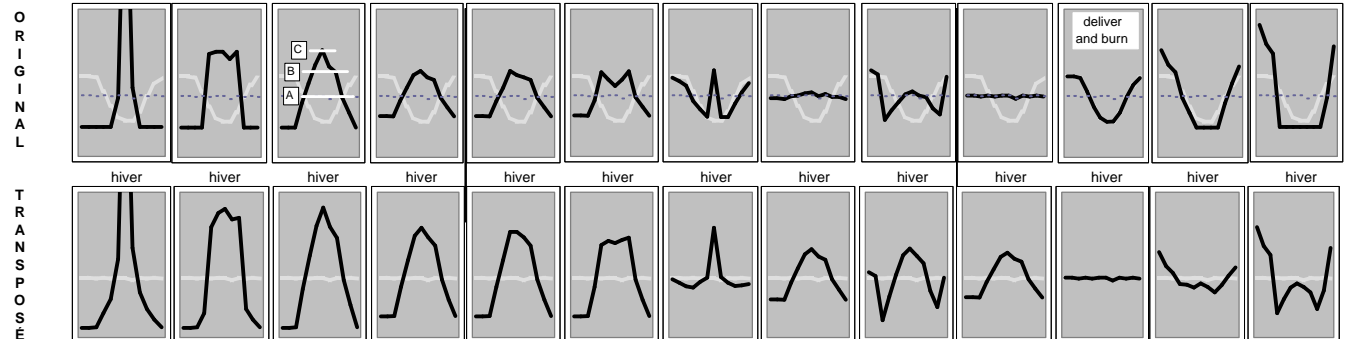 ORIGINAL
C
B
A
deliver
and burn
hiver hiver hiver hiver hiver hiver hiver hiver hiver hiver hiver hiver hiver
TRANSPOSÉ